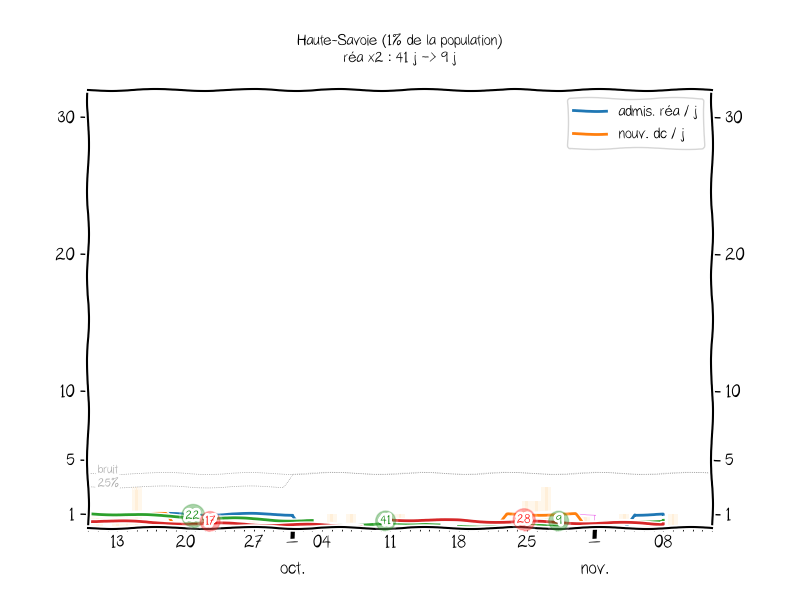 Haute-Savoie (1% de la population)
réa x2 : 41 j -> 9 j
admis. réa / j
nouv. dc / j
30 30
20 20
10 10
bruit
5 5
25%
1 22 17 41 28 9 1
13 20 27 04 11 18 25 08
oct. nov.